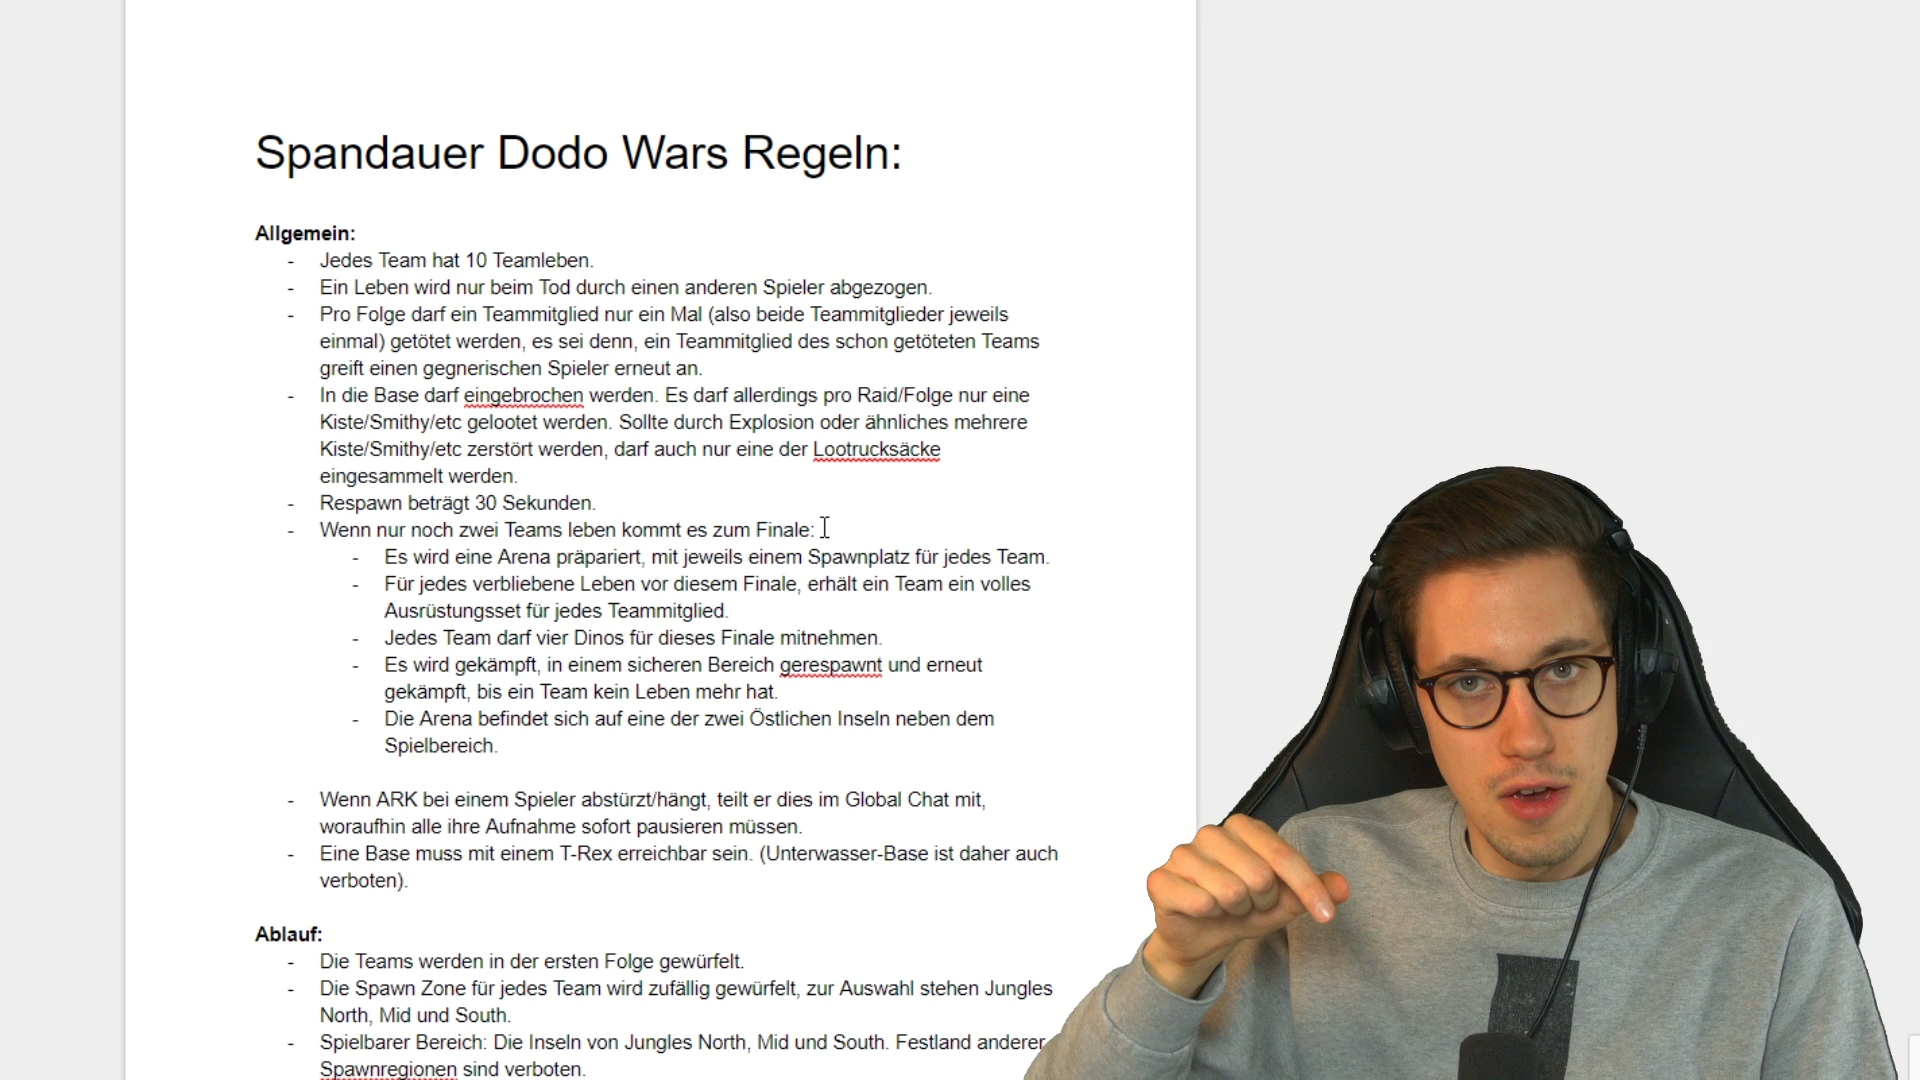 Spandauer Dodo Wars Regeln:
Allgemein:
- Jedes Team hat 10 Teamleben.
- Ein Leben wird nur beim Tod durch einen anderen Spieler abgezogen.
- Pro Folge darf ein Teammitglied nur ein Mal (also beide Teammitglieder jeweils
einmal) getötet werden, es sei denn, ein Teammitglied des schon getöteten Teams
greift einen gegnerischen Spieler erneut an.
- In die Base darf eingebrochen werden. Es darf allerdings pro Raid/Folge nur eine
Kiste/Smithy/etc gelootet werden. Sollte durch Explosion oder ähnliches mehrere
Kiste/Smithy/etc zerstört werden, darf auch nur eine der Lootrucksäcke
eingesammelt werden.
- Respawn beträgt 30 Sekunden.
- Wenn nur noch zwei Teams leben kommt es zum Finale:
- Es wird eine Arena präpariert, mit jeweils einem Spawnplatz für jedes Team.
- Für jedes verbliebene Leben vor diesem Finale, erhält ein Team ein volles
Ausrüstungsset für jedes Teammitglied.
- Jedes Team darf vier Dinos für dieses Finale mitnehmen.
- Es wird gekämpft, in einem sicheren Bereich gerespawnt und erneut
gekämpft, bis ein Team kein Leben mehr hat.
- Die Arena befindet sich auf eine der zwei Östlichen Inseln neben dem
Spielbereich.
- Wenn ARK bei einem Spieler abstürzt/hängt, teilt er dies im Global Chat mit,
woraufhin alle ihre Aufnahme sofort pausieren müssen.
- Eine Base muss mit einem T-Rex erreichbar sein. (Unterwasser-Base ist daher auch
verboten).
Ablauf:
- Die Teams werden in der ersten Folge gewürfelt.
- Die Spawn Zone für jedes Team wird zufällig gewürfelt, zur Auswahl stehen Jungles
North, Mid und South.
- Spielbarer Bereich: Die Inseln von Jungles North, Mid und South. Festland anderer
Spawnregionen sind verboten.